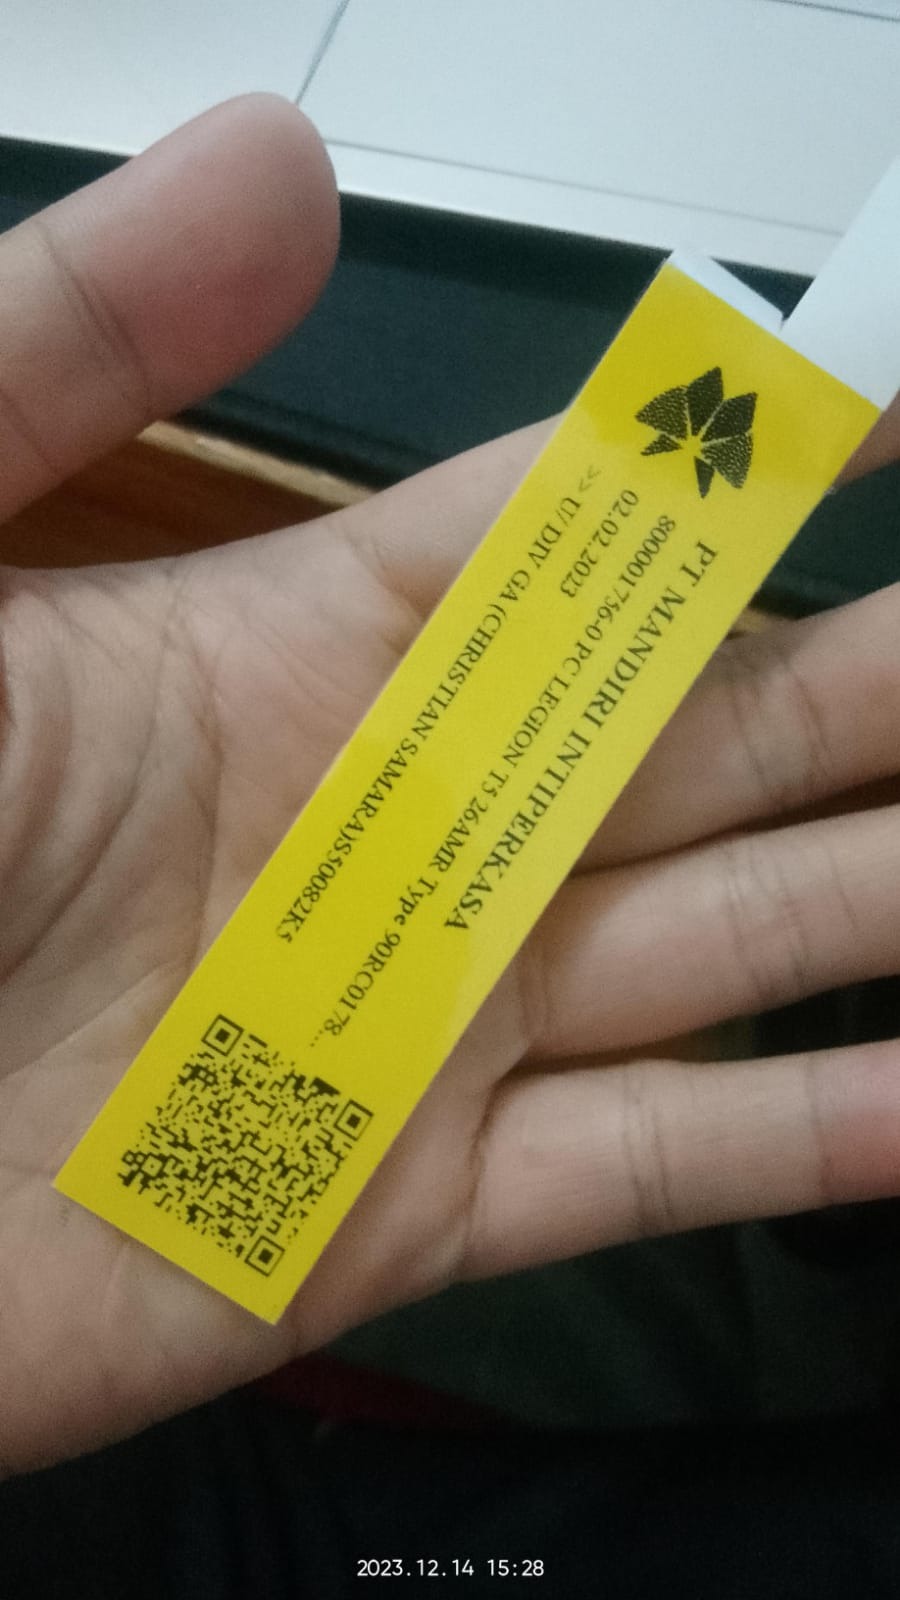 PT MANDIRI INTIPERKASA
800001756-0 PC LEGION T5 26AMR Type 90RC0178...
02.02.2023
>> U/ DIV GA (CHRISTIAN SAMARA)S50082K5
2023.12.14 15:28